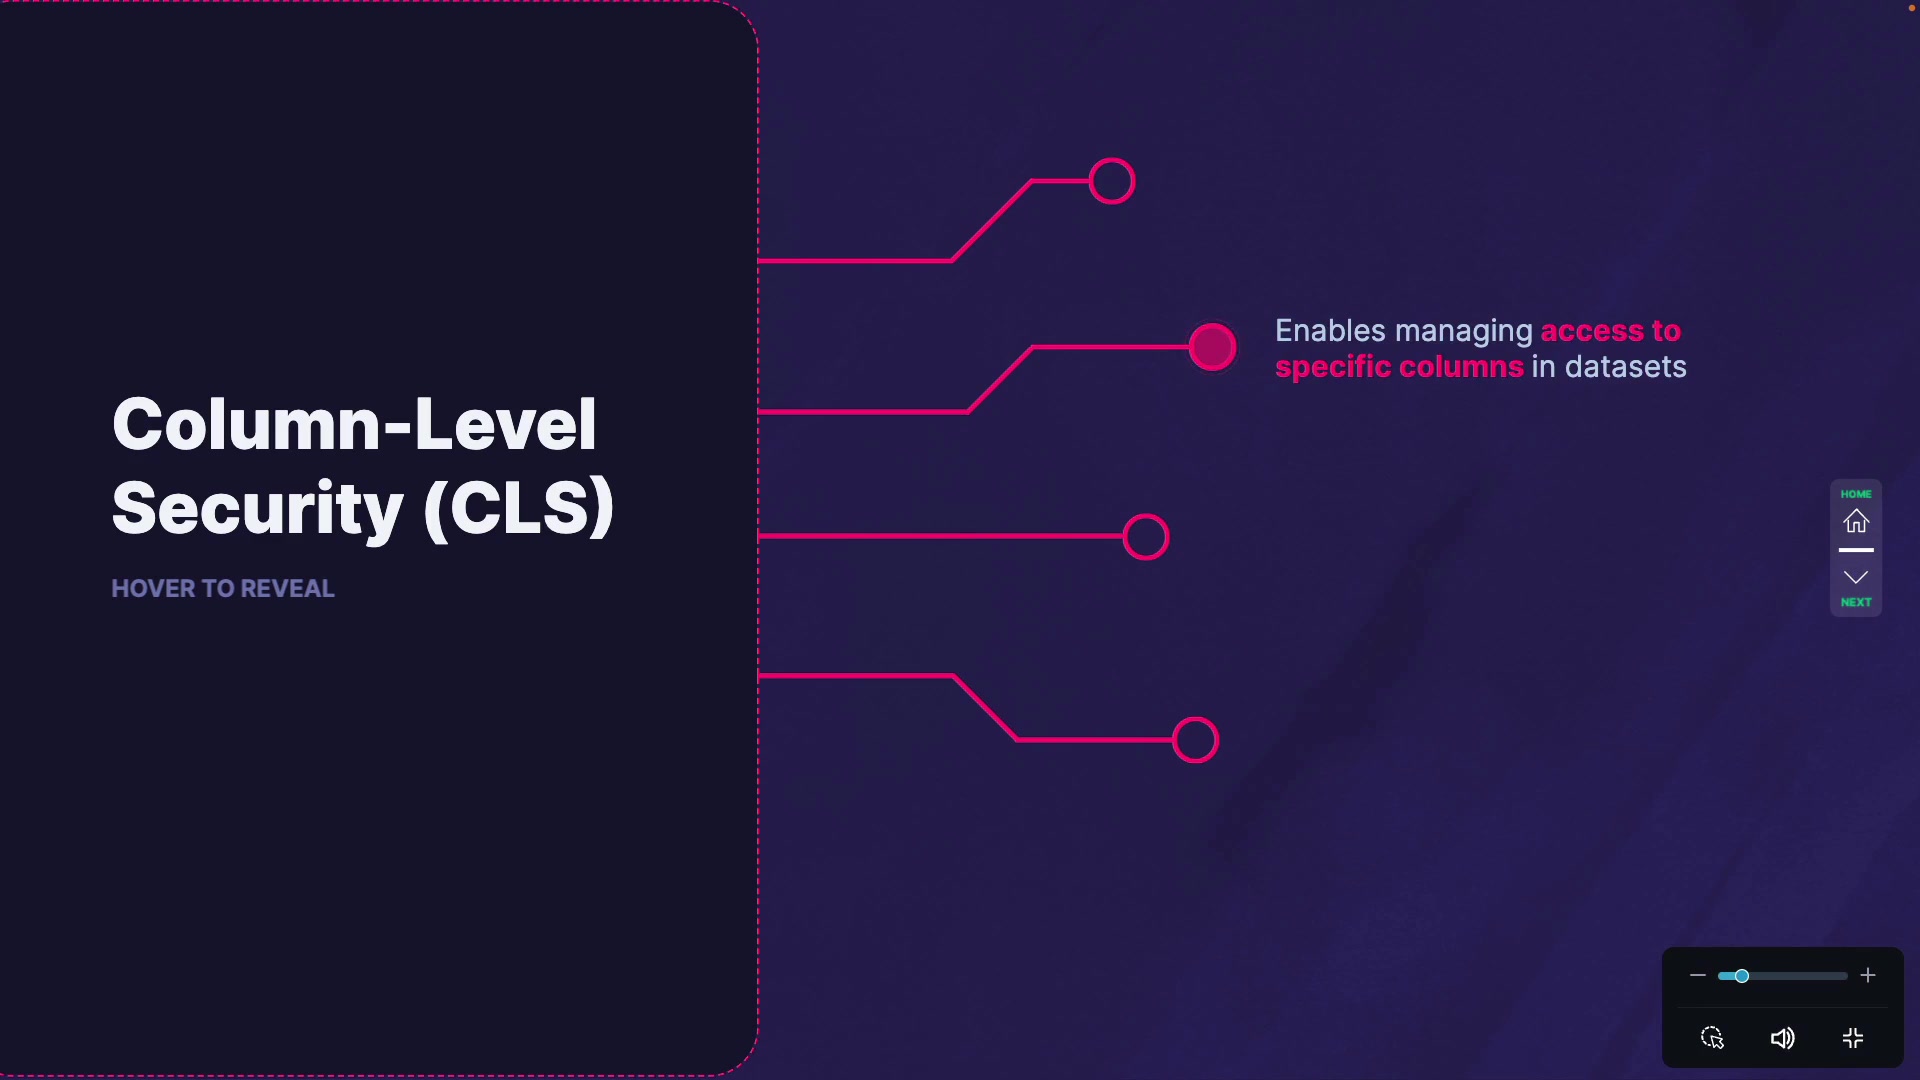 Column-Level
Security (CLS)
HOVER TO REVEAL
Enables managing access to
specific columns in datasets
HOME
NEXT